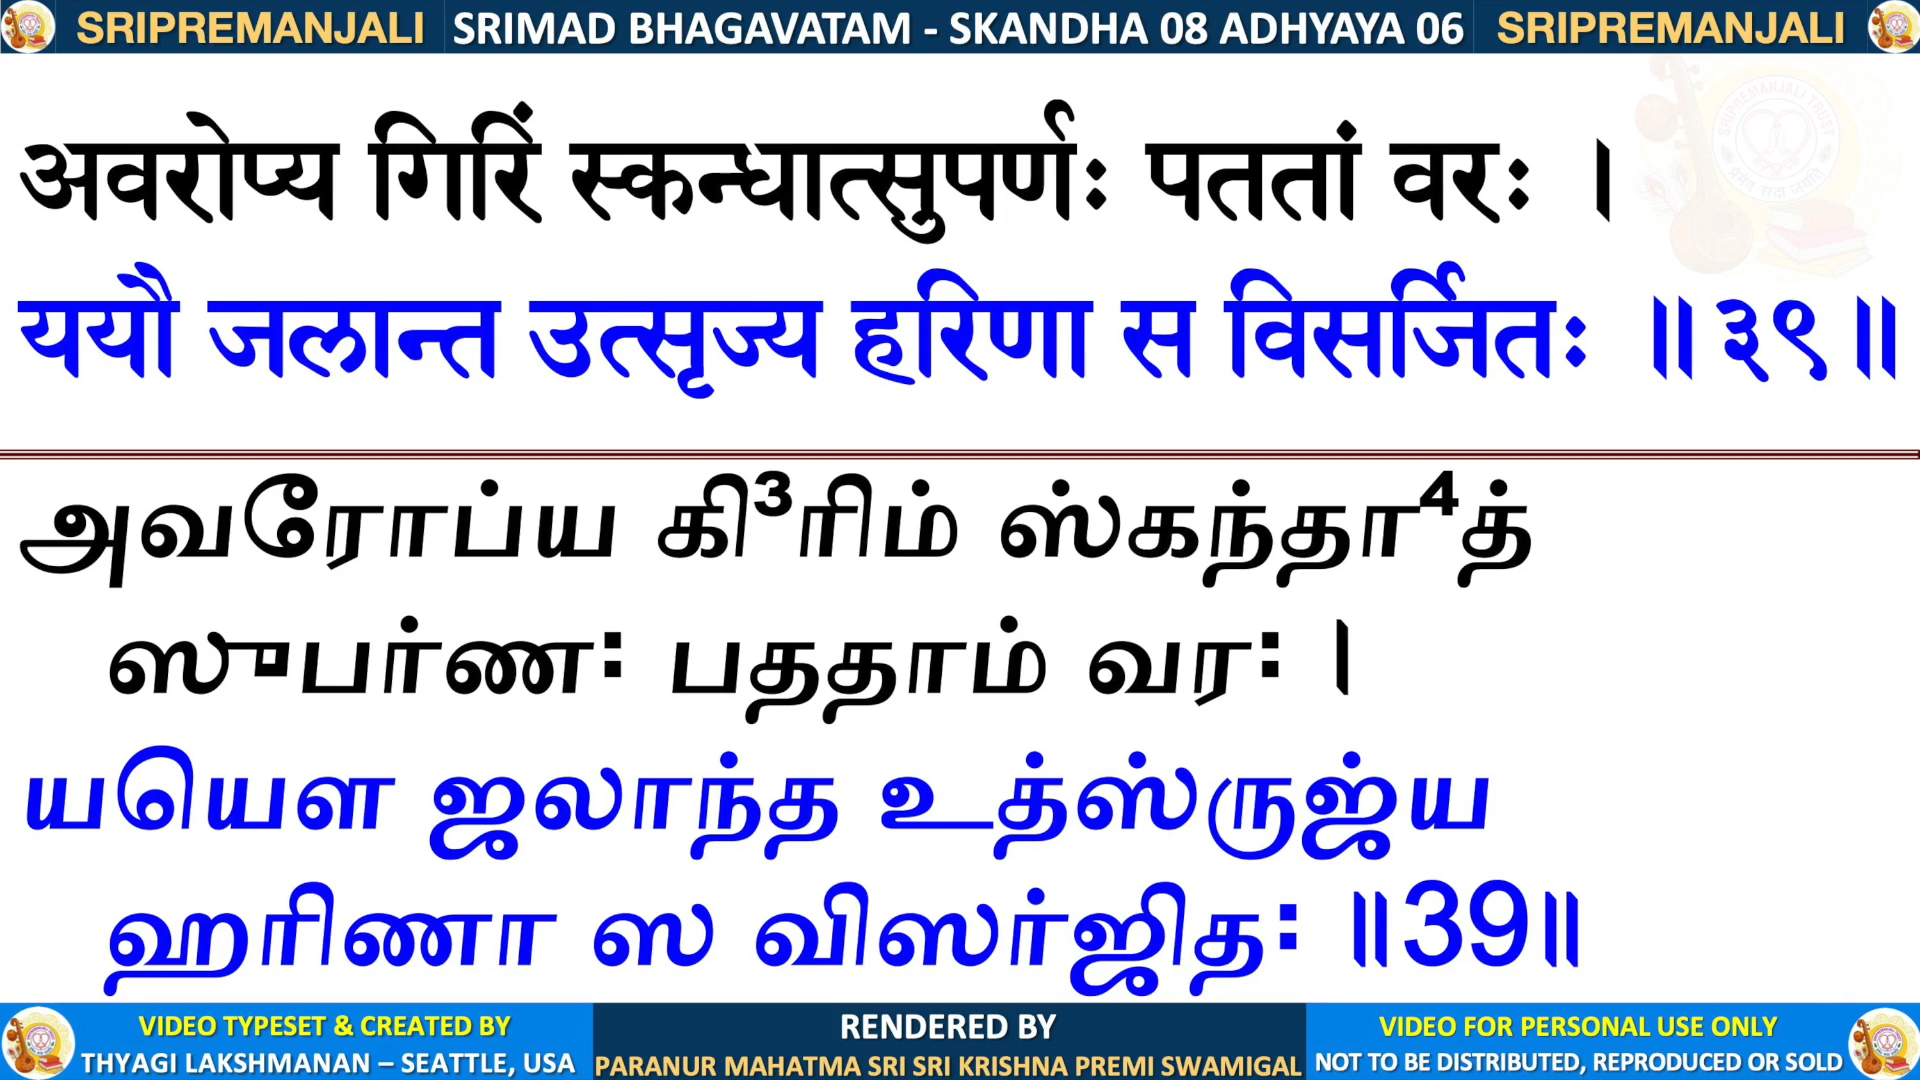 SRIPREMANJALI SRIMAD BHAGAVATAM - SKANDHA 08 ADHYAYA 06 SRIPREMANJALI
अवरोप्य गिरिं स्कन्धात्सुपर्णः पततां वरः ।
ययौ जलान्त उत्सृज्य हरिणा स विसर्जितः ॥३९॥
அவரோப்ய கி³ரிம் ஸ்கந்தா⁴த்
ஸுபர்ண: பததாம் வர: ।
யயௌ ஜலாந்த உத்ஸ்ருஜ்ய
ஹரிணா ஸ விஸர்ஜித: ॥39॥
VIDEO TYPESET & CREATED BY
THYAGI LAKSHMANAN – SEATTLE, USA
RENDERED BY
PARANUR MAHATMA SRI SRI KRISHNA PREMI SWAMIGAL
VIDEO FOR PERSONAL USE ONLY
NOT TO BE DISTRIBUTED, REPRODUCED OR SOLD